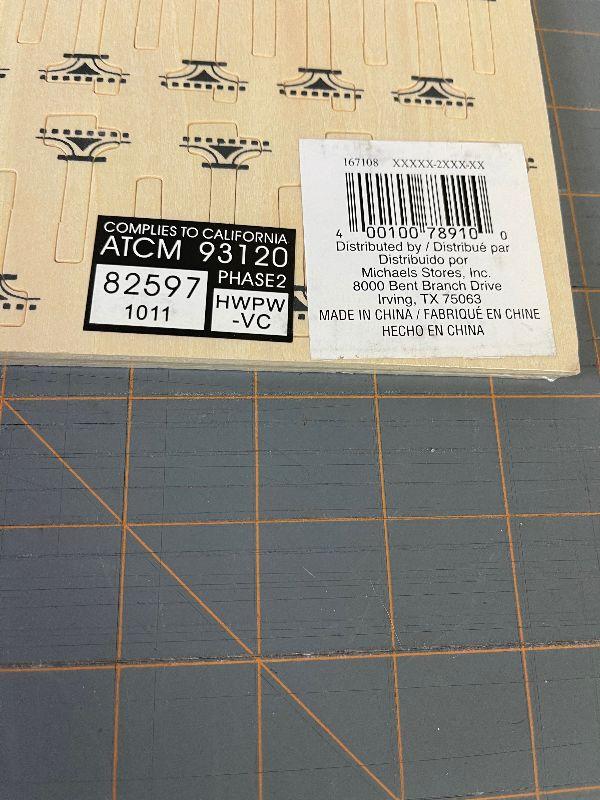 COMPLIES TO CALIFORNIA
ATCM 93120
PHASE2
82597
1011
HWPW
-VC
167108 XXXXX-2XXX-XX
4 00100 78910 0
Distributed by / Distribué par
Distribuido por
Michaels Stores, Inc.
8000 Bent Branch Drive
Irving, TX 75063
MADE IN CHINA / FABRIQUÉ EN CHINE
HECHO EN CHINA